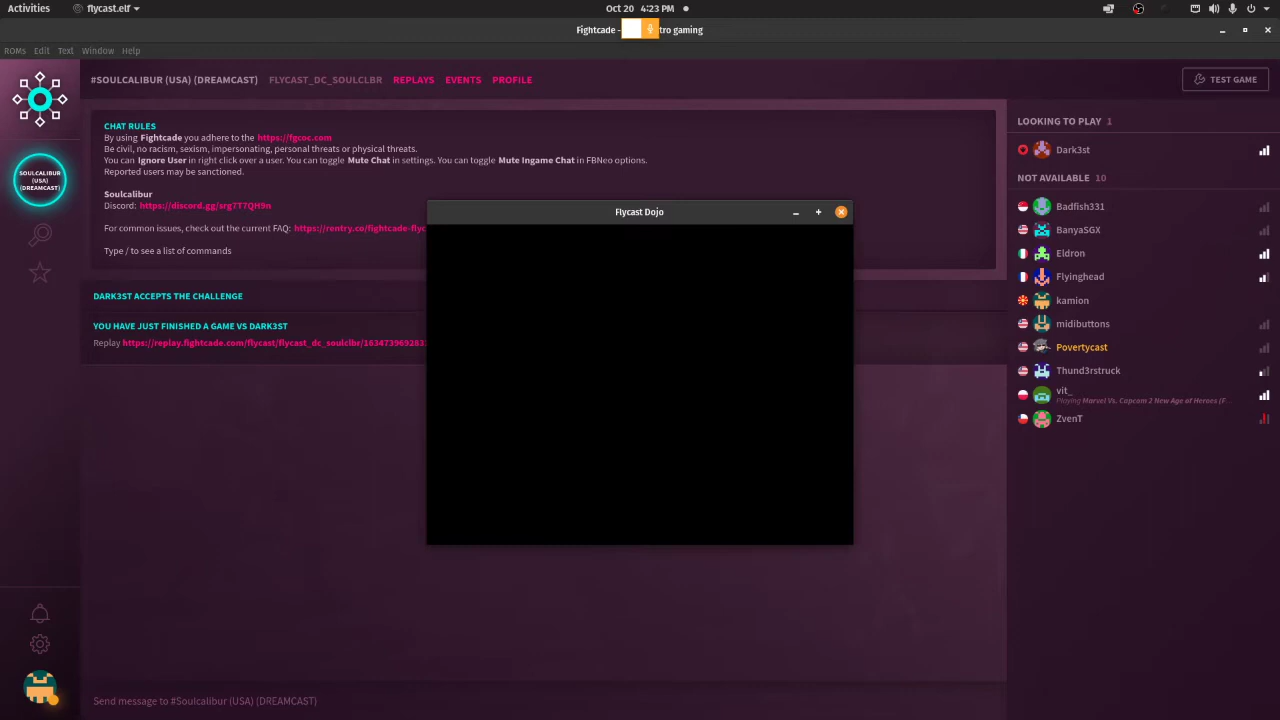 Activities
flycast.elf
Oct 20 4:23 PM
Fightcade -
tro gaming
ROMs Edit Text Window Help
#SOULCALIBUR (USA) (DREAMCAST) FLYCAST_DC_SOULCLBR REPLAYS EVENTS PROFILE
TEST GAME
SOULCALIBUR
(USA)
(DREAMCAST)
CHAT RULES
By using Fightcade you adhere to the https://fgcoc.com
Be civil, no racism, sexism, impersonating, personal threats or physical threats.
You can Ignore User in right click over a user. You can toggle Mute Chat in settings. You can toggle Mute Ingame Chat in FBNeo options.
Reported users may be sanctioned.
Soulcalibur
Discord: https://discord.gg/arg7T7QH9n
For common issues, check out the current FAQ: https://rentry.co/fightcade-flyc
Type / to see a list of commands
DARK3ST ACCEPTS THE CHALLENGE
YOU HAVE JUST FINISHED A GAME VS DARK3ST
Replay https://replay.fightcade.com/flycast/flycast_dc_soulclbr/163473969283
Flycast Dojo
Send message to #Soulcalibur (USA) (DREAMCAST)
LOOKING TO PLAY 1
Dark3st
NOT AVAILABLE 10
Badfish331
BanyaSGX
Eldron
Flyinghead
kamion
midibuttons
Povertycast
Thund3rstruck
vit_
Playing Marvel Vs. Capcom 2 New Age of Heroes (F...
ZvenT